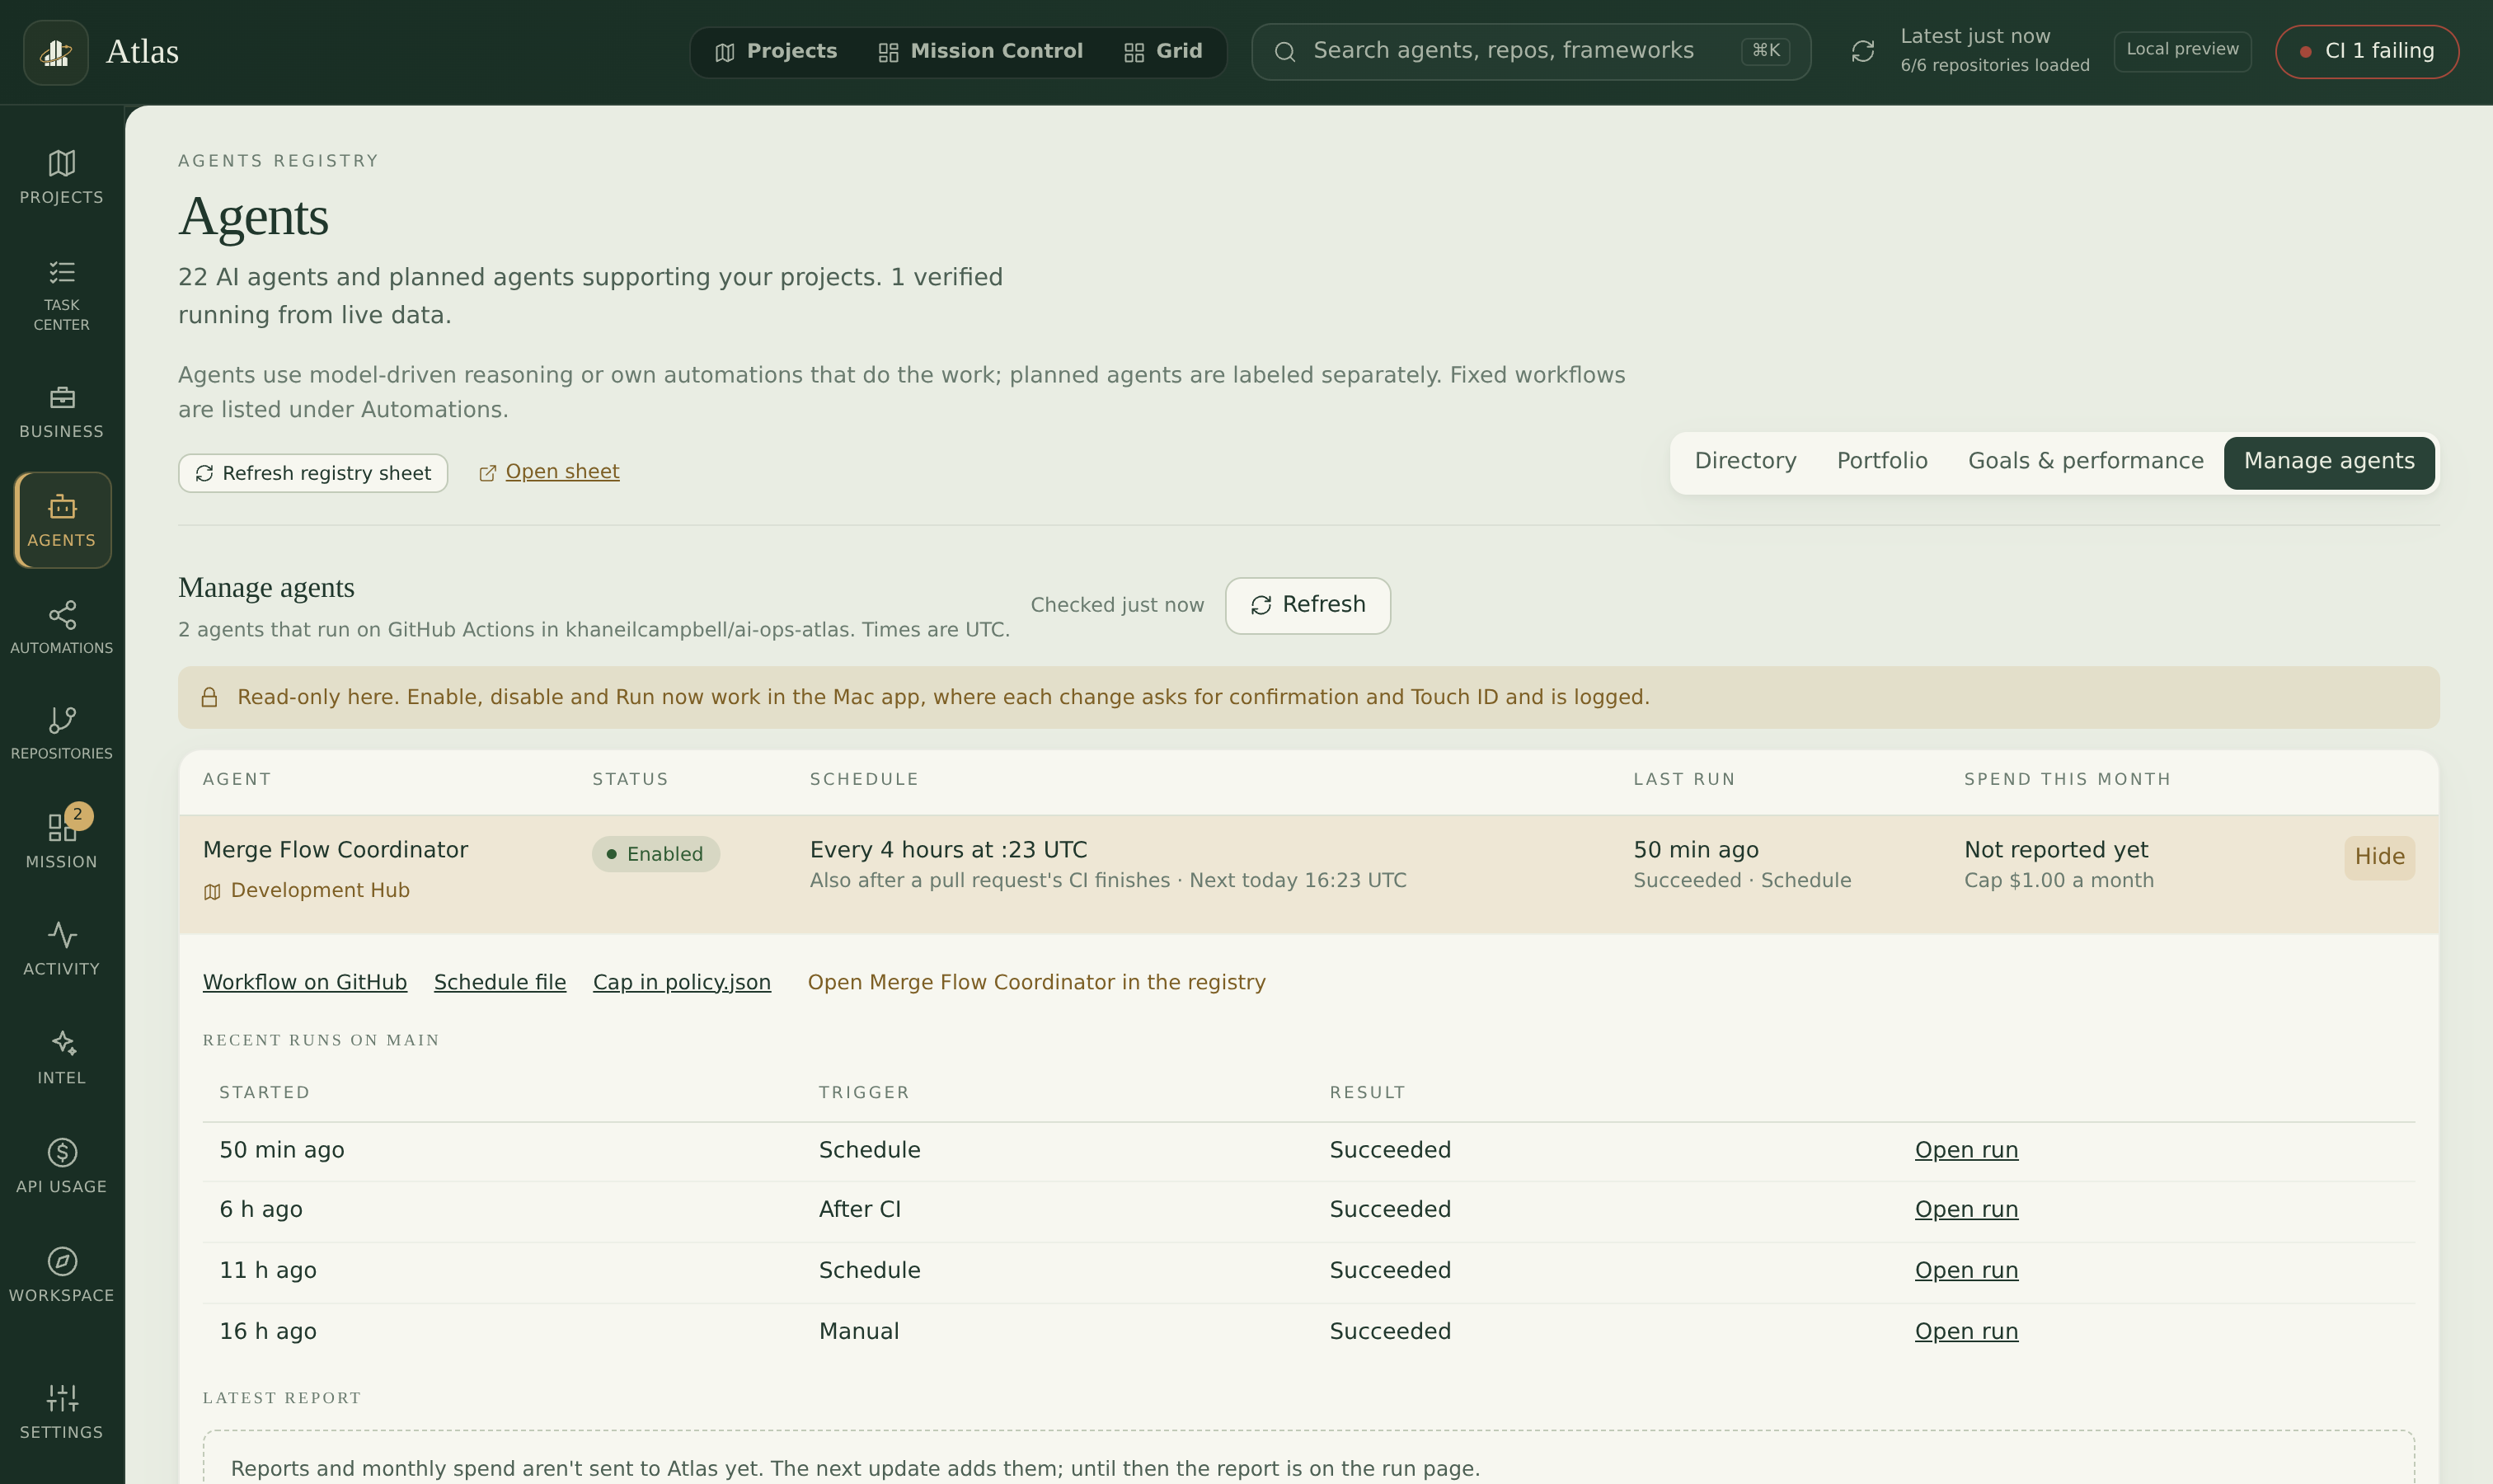 Atlas
Projects
Mission Control
Grid
Search agents, repos, frameworks
⌘K
Latest just now
6/6 repositories loaded
Local preview
CI 1 failing
PROJECTS
TASK
CENTER
BUSINESS
AGENTS
AUTOMATIONS
REPOSITORIES
2
MISSION
ACTIVITY
INTEL
API USAGE
WORKSPACE
SETTINGS
AGENTS REGISTRY
Agents
22 AI agents and planned agents supporting your projects. 1 verified
running from live data.
Agents use model-driven reasoning or own automations that do the work; planned agents are labeled separately. Fixed workflows
are listed under Automations.
Refresh registry sheet
Open sheet
Directory
Portfolio
Goals & performance
Manage agents
Manage agents
2 agents that run on GitHub Actions in khaneilcampbell/ai-ops-atlas. Times are UTC.
Checked just now
Refresh
Read-only here. Enable, disable and Run now work in the Mac app, where each change asks for confirmation and Touch ID and is logged.
AGENT
STATUS
SCHEDULE
LAST RUN
SPEND THIS MONTH
Merge Flow Coordinator
Development Hub
Enabled
Every 4 hours at :23 UTC
Also after a pull request's CI finishes · Next today 16:23 UTC
50 min ago
Succeeded · Schedule
Not reported yet
Cap $1.00 a month
Hide
Workflow on GitHub
Schedule file
Cap in policy.json
Open Merge Flow Coordinator in the registry
RECENT RUNS ON MAIN
STARTED
TRIGGER
RESULT
50 min ago
Schedule
Succeeded
Open run
6 h ago
After CI
Succeeded
Open run
11 h ago
Schedule
Succeeded
Open run
16 h ago
Manual
Succeeded
Open run
LATEST REPORT
Reports and monthly spend aren't sent to Atlas yet. The next update adds them; until then the report is on the run page.